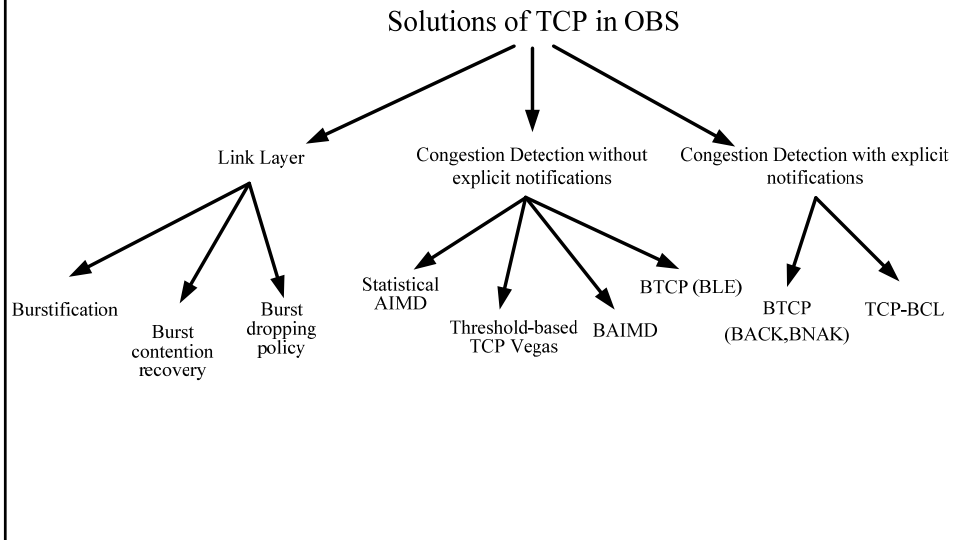 Solutions of TCP in OBS
Link Layer
Congestion Detection without
explicit notifications
Congestion Detection with explicit
notifications
Burstification
Burst
contention
recovery
Burst
dropping
policy
Statistical
AIMD
Threshold-based
TCP Vegas
BAIMD
BTCP (BLE)
BTCP
(BACK,BNAK)
TCP-BCL